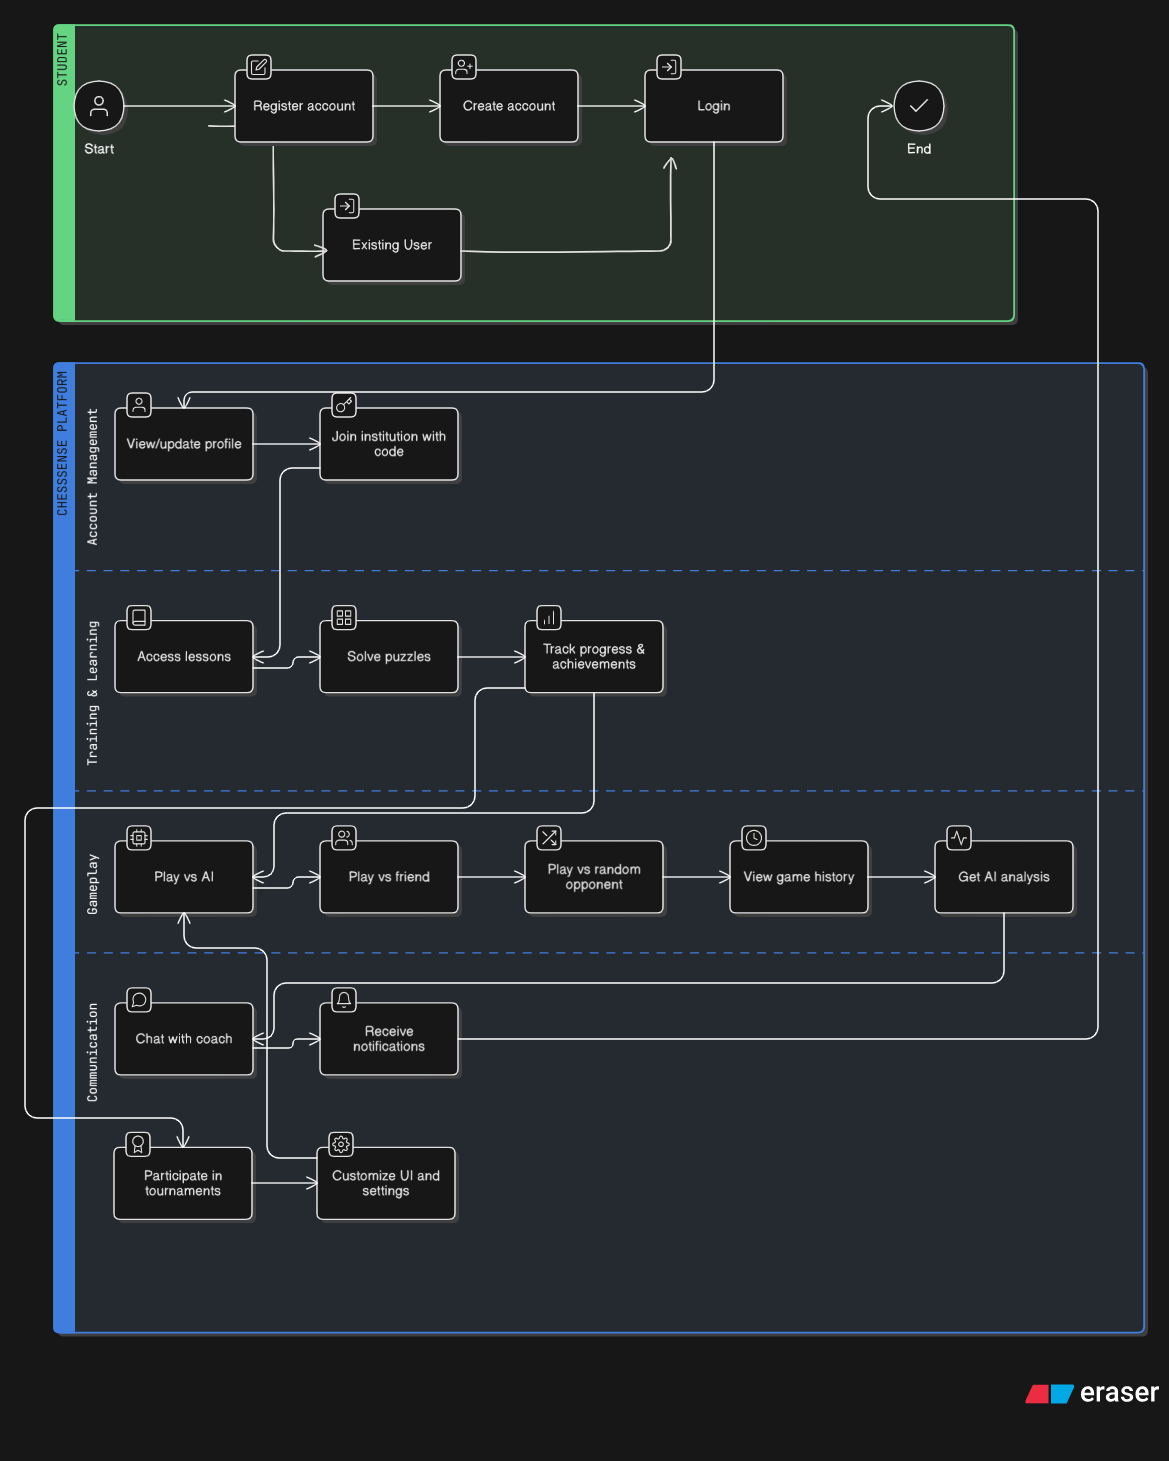 STUDENT
Start
Register account
Create account
Login
End
Existing User
CHESSSENSE PLATFORM
Account Management
View/update profile
Join institution with
code
Training & Learning
Access lessons
Solve puzzles
Track progress &
achievements
Gameplay
Play vs AI
Play vs friend
Play vs random
opponent
View game history
Get AI analysis
Communication
Chat with coach
Receive
notifications
Participate in
tournaments
Customize UI and
settings
eraser